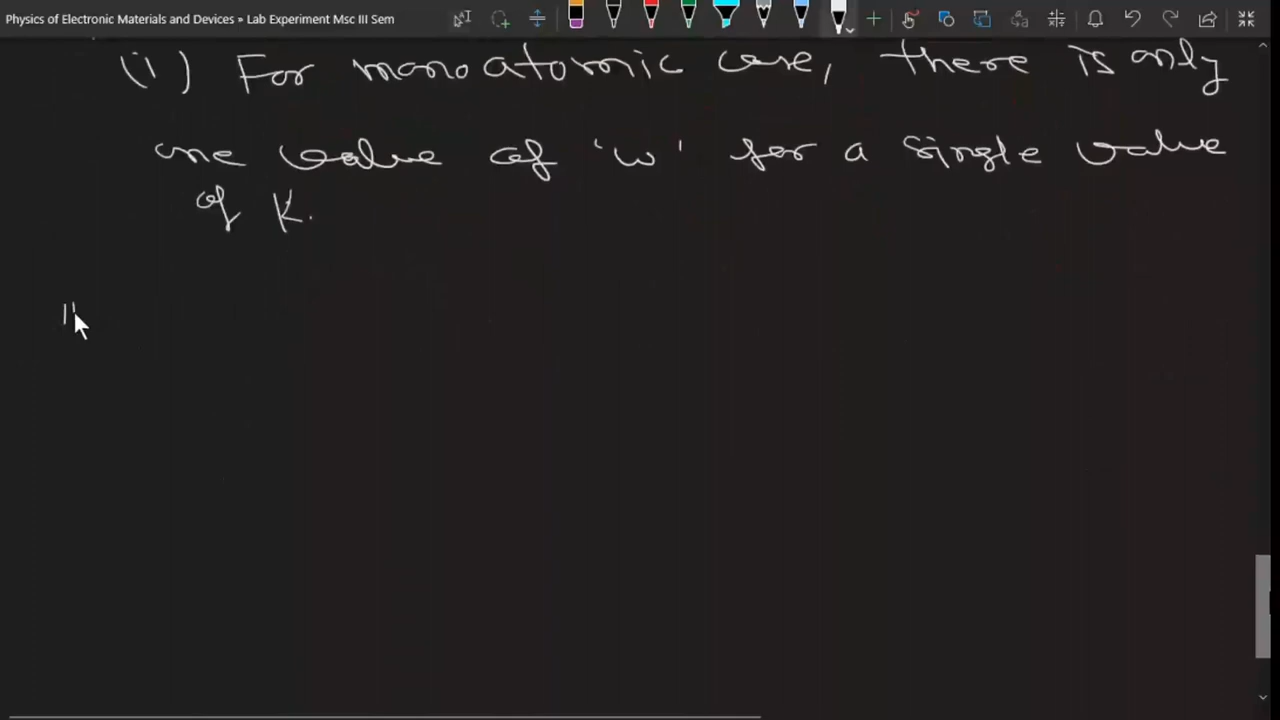 Physics of Electronic Materials and Devices » Lab Experiment Msc III Sem
(i) For monoatomic case, there is only
one value of 'w' for a single value
of K.